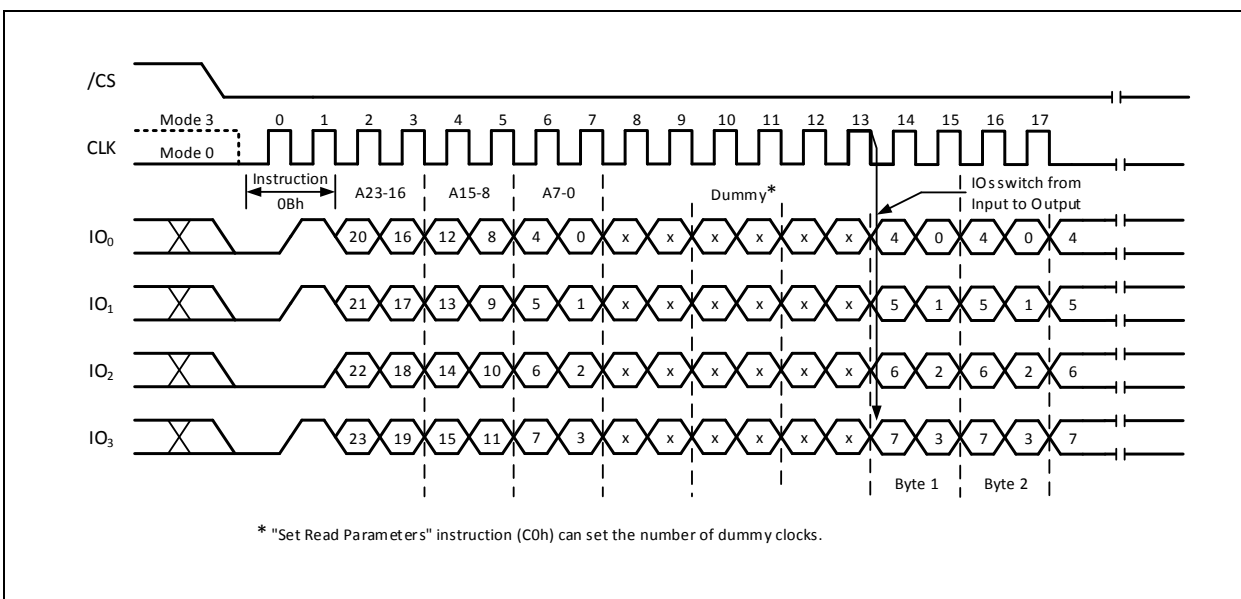 /CS
Mode 3 0 1 2 3 4 5 6 7 8 9 10 11 12 13 14 15 16 17
CLK
Mode 0
Instruction
0Bh
A23-16 A15-8 A7-0 Dummy*
IOs switch from
Input to Output
IO0 20 16 12 8 4 0 x x x x x x 4 0 4 0 4
IO1 21 17 13 9 5 1 x x x x x x 5 1 5 1 5
IO2 22 18 14 10 6 2 x x x x x x 6 2 6 2 6
IO3 23 19 15 11 7 3 x x x x x x 7 3 7 3 7
Byte 1 Byte 2
* "Set Read Parameters" instruction (C0h) can set the number of dummy clocks.